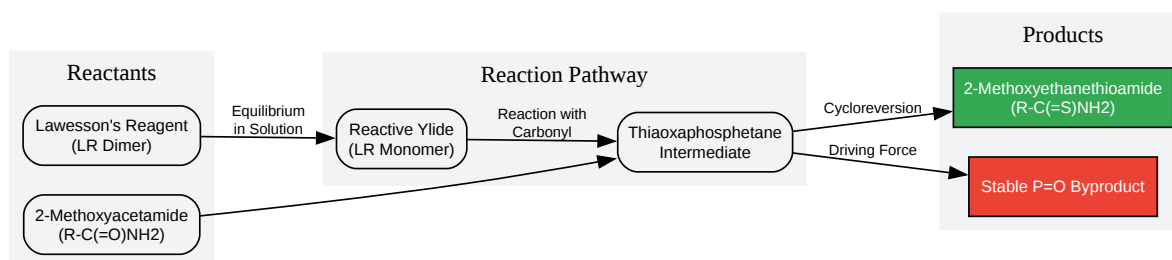 Reactants
Lawesson's Reagent
(LR Dimer)
2-Methoxyacetamide
(R-C(=O)NH2)
Equilibrium
in Solution
Reaction Pathway
Reactive Ylide
(LR Monomer)
Reaction with
Carbonyl
Thiaoxaphosphetane
Intermediate
Cycloreversion
Driving Force
Products
2-Methoxyethanethioamide
(R-C(=S)NH2)
Stable P=O Byproduct